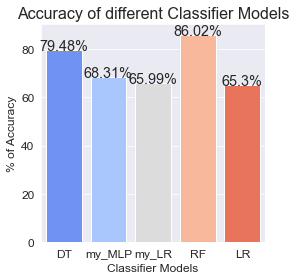 Accuracy of different Classifier Models
% of Accuracy
80
60
40
20
0
79.48%
68.31%
65.99%
86.02%
65.3%
DT
my_MLP
my_LR
RF
LR
Classifier Models